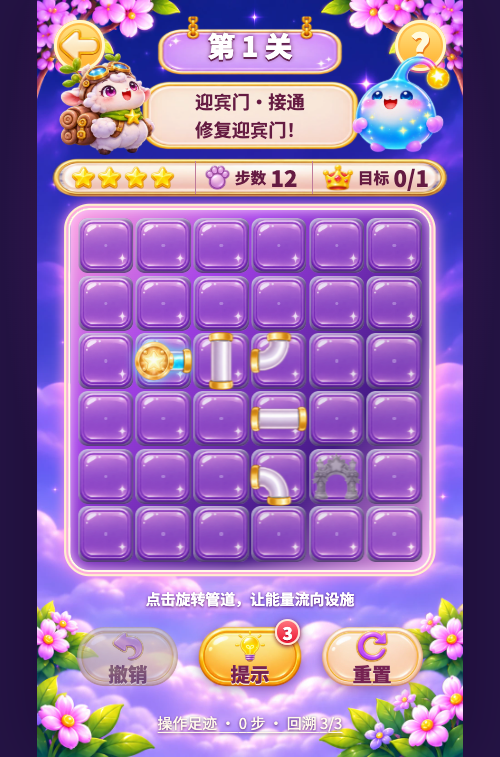 第1关
?
迎宾门·接通
修复迎宾门!
步数 12 目标 0/1
点击旋转管道，让能量流向设施
3
撤销 提示 重置
操作足迹 · 0 步 · 回溯 3/3